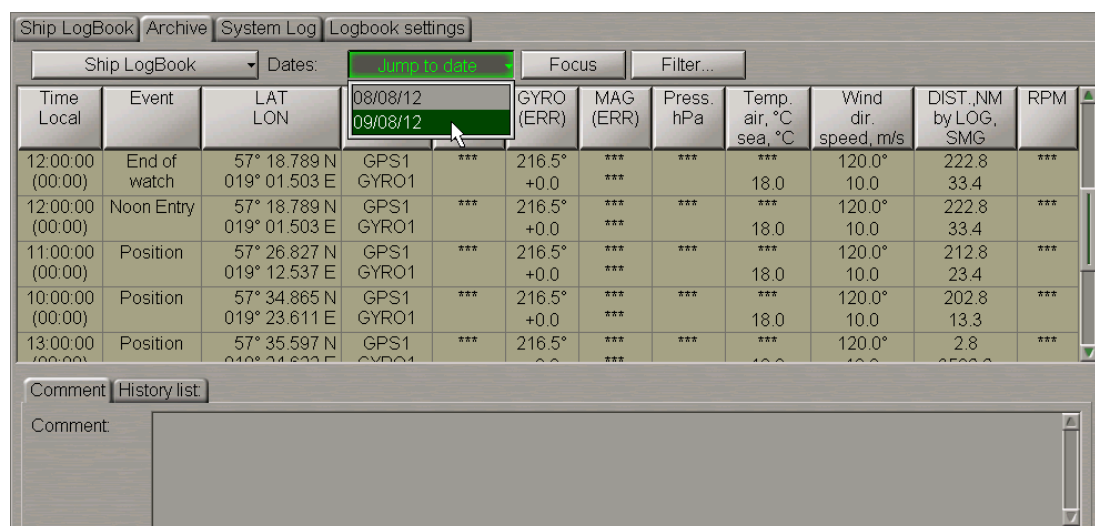 Ship LogBook Archive System Log Logbook settings
Ship LogBook Dates: Jump to date Focus Filter...
08/08/12
09/08/12
Time Event LAT GYRO MAG Press. Temp. Wind DIST.,NM RPM
Local LON (ERR) (ERR) hPa air, °C dir. by LOG,
sea, °C speed, m/s SMG
12:00:00 End of 57° 18.789 N GPS1 *** 216.5° *** *** *** 120.0° 222.8 ***
(00:00) watch 019° 01.503 E GYRO1 +0.0 *** 18.0 10.0 33.4
12:00:00 Noon Entry 57° 18.789 N GPS1 *** 216.5° *** *** *** 120.0° 222.8 ***
(00:00) 019° 01.503 E GYRO1 +0.0 *** 18.0 10.0 33.4
11:00:00 Position 57° 26.827 N GPS1 *** 216.5° *** *** *** 120.0° 212.8 ***
(00:00) 019° 12.537 E GYRO1 +0.0 *** 18.0 10.0 23.4
10:00:00 Position 57° 34.865 N GPS1 *** 216.5° *** *** *** 120.0° 202.8 ***
(00:00) 019° 23.611 E GYRO1 +0.0 *** 18.0 10.0 13.3
13:00:00 Position 57° 35.597 N GPS1 *** 216.5° *** *** *** 120.0° 2.8 ***
Comment History list:
Comment: